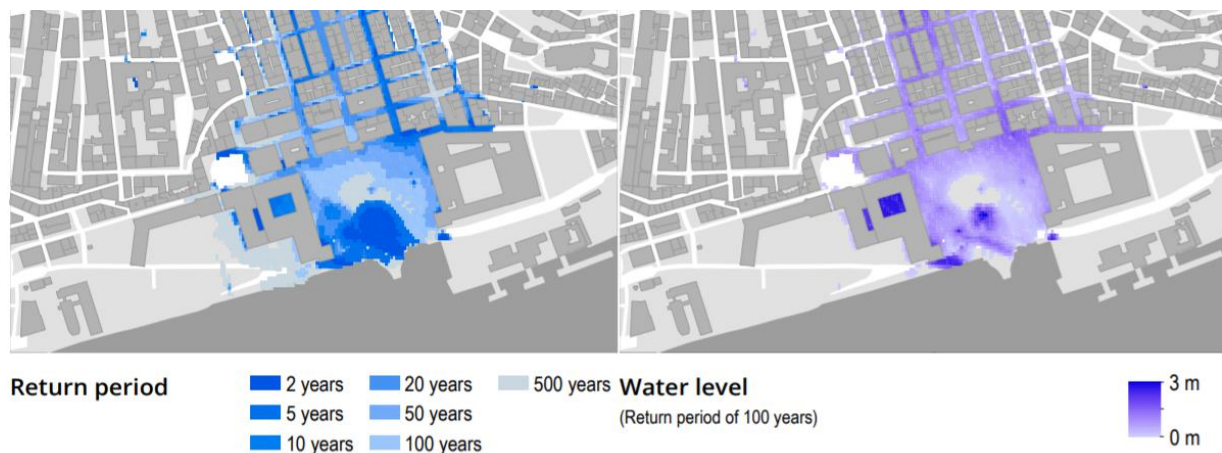 Return period
2 years
20 years
500 years
5 years
50 years
10 years
100 years
Water level
(Return period of 100 years)
3 m
0 m